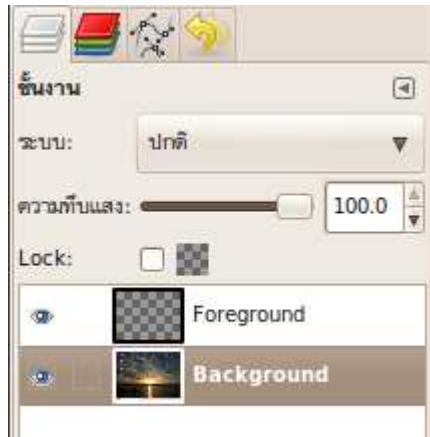 ชั้นงาน
ระบบ: ปกติ
ความทึบแสง: 100.0
Lock:
Foreground
Background